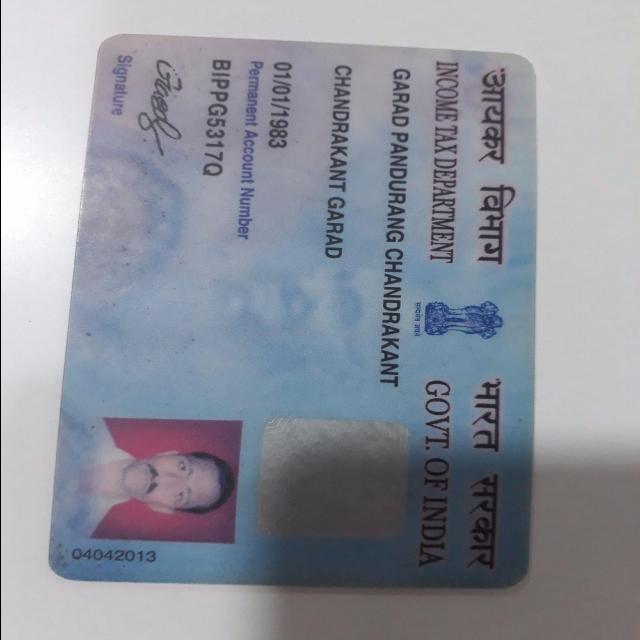 आयकर विभाग
INCOME TAX DEPARTMENT
भारत सरकार
GOVT. OF INDIA
सत्यमेव जयते
GARAD PANDURANG CHANDRAKANT
CHANDRAKANT GARAD
01/01/1983
Permanent Account Number
BIPPG5317Q
Signature
04042013